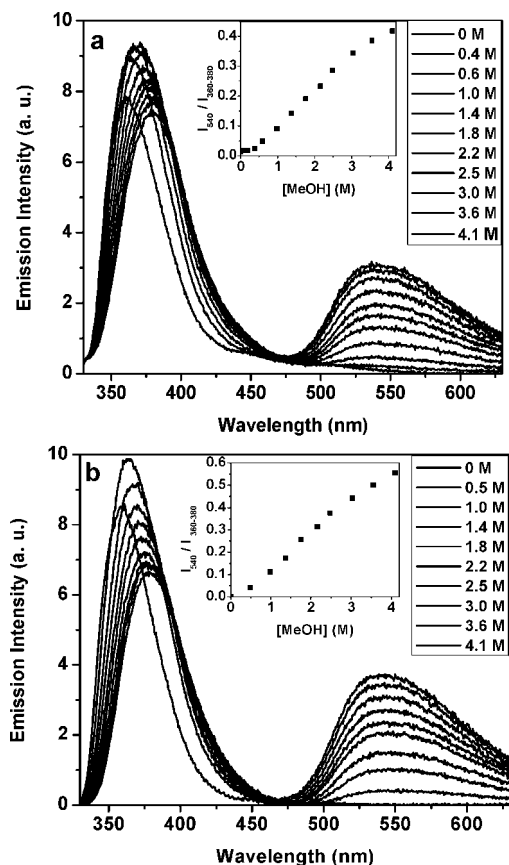 a
0 M
0.4 M
0.6 M
1.0 M
1.4 M
1.8 M
2.2 M
2.5 M
3.0 M
3.6 M
4.1 M
I540 / I360-380
0.4
0.3
0.2
0.1
0.0
0 1 2 3 4
[MeOH] (M)
Emission Intensity (a. u.)
10
8
6
4
2
0
350 400 450 500 550 600
Wavelength (nm)
b
0 M
0.5 M
1.0 M
1.4 M
1.8 M
2.2 M
2.5 M
3.0 M
3.6 M
4.1 M
I540 / I360-380
0.6
0.5
0.4
0.3
0.2
0.1
0.0
0 1 2 3 4
[MeOH] (M)
Emission Intensity (a. u.)
10
8
6
4
2
0
350 400 450 500 550 600
Wavelength (nm)